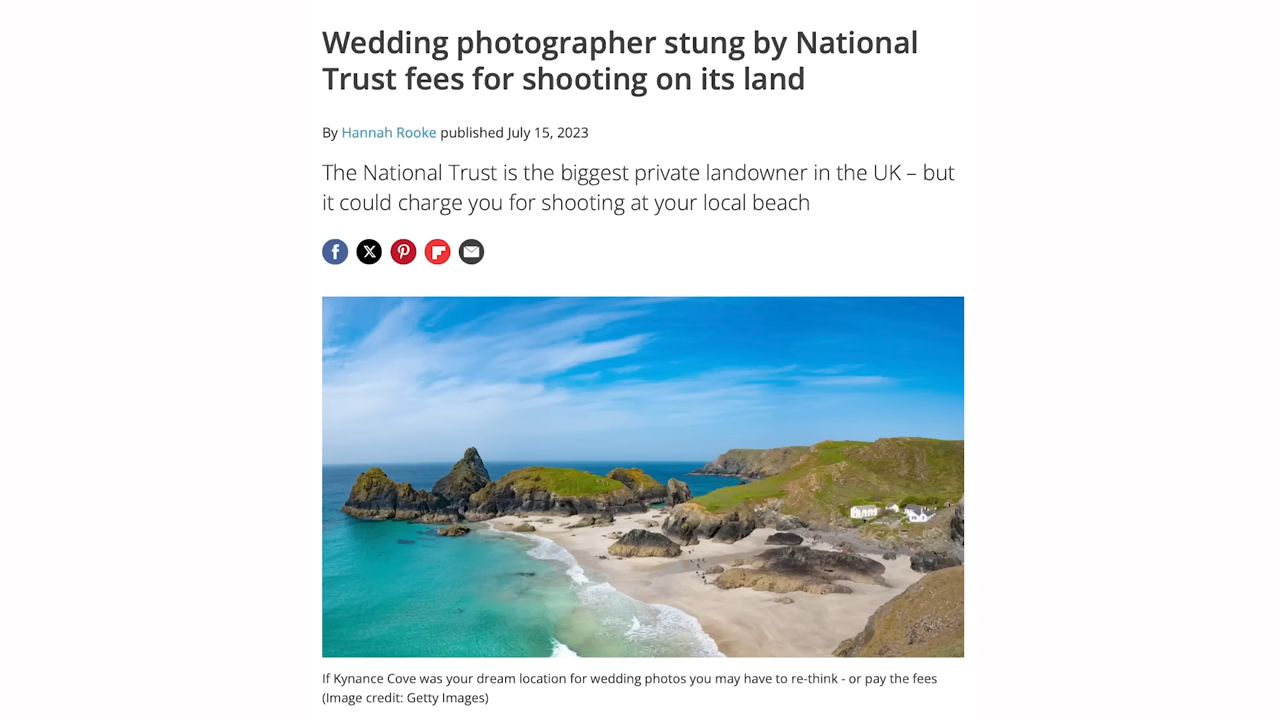 Wedding photographer stung by National
Trust fees for shooting on its land
By Hannah Rooke published July 15, 2023
The National Trust is the biggest private landowner in the UK – but
it could charge you for shooting at your local beach
If Kynance Cove was your dream location for wedding photos you may have to re-think - or pay the fees
(Image credit: Getty Images)